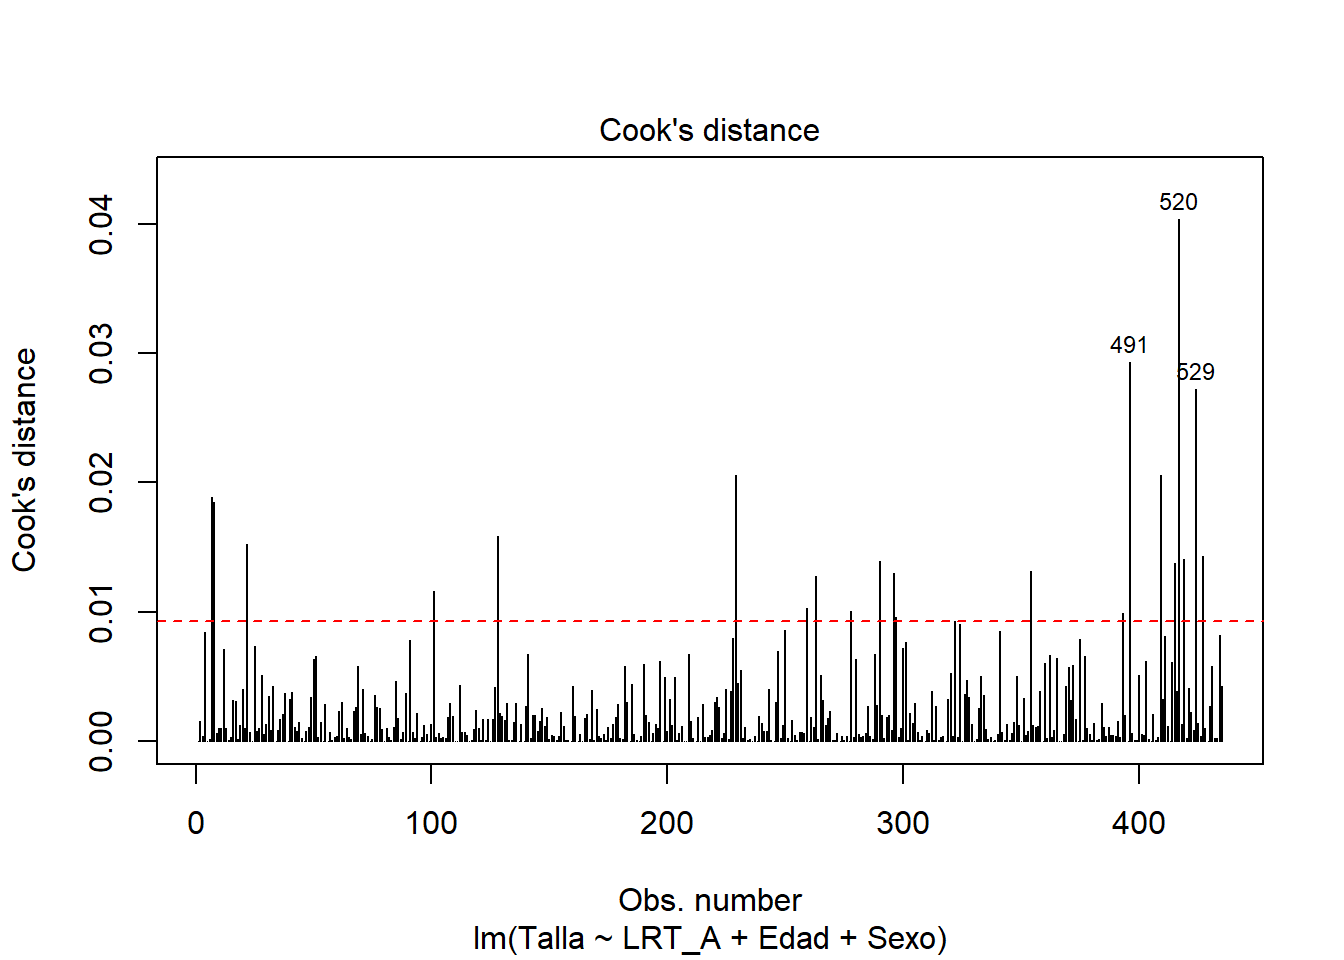 Cook's distance
520
491
529
Cook's distance
0.04
0.03
0.02
0.01
0.00
0 100 200 300 400
Obs. number
lm(Talla ~ LRT_A + Edad + Sexo)